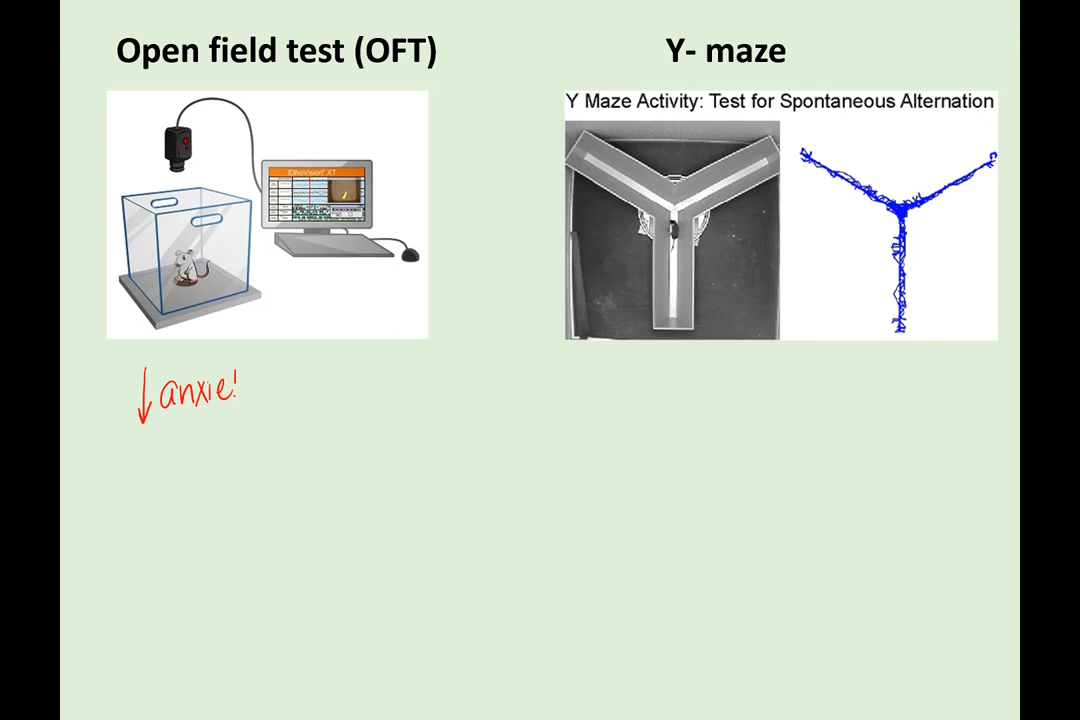 Open field test (OFT)
Y- maze
Y Maze Activity: Test for Spontaneous Alternation
EthoVision XT
↓ anxie!